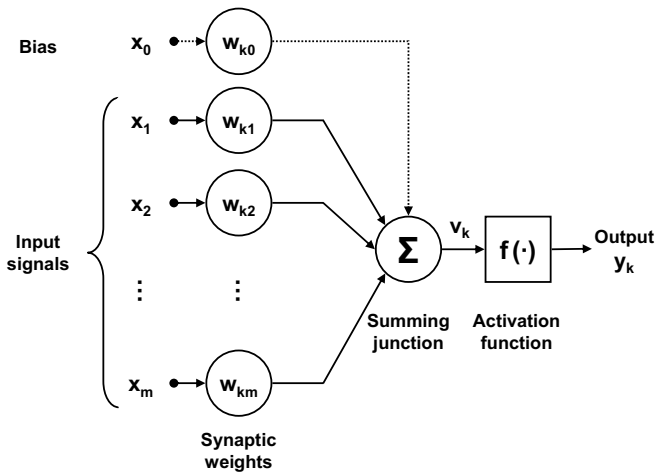 Bias x₀ wₖ₀
x₁ wₖ₁
x₂ wₖ₂
Input
signals
Σ vₖ f(·) Output
yₖ
⋮ ⋮
Summing
junction
Activation
function
xₘ wₖₘ
Synaptic
weights